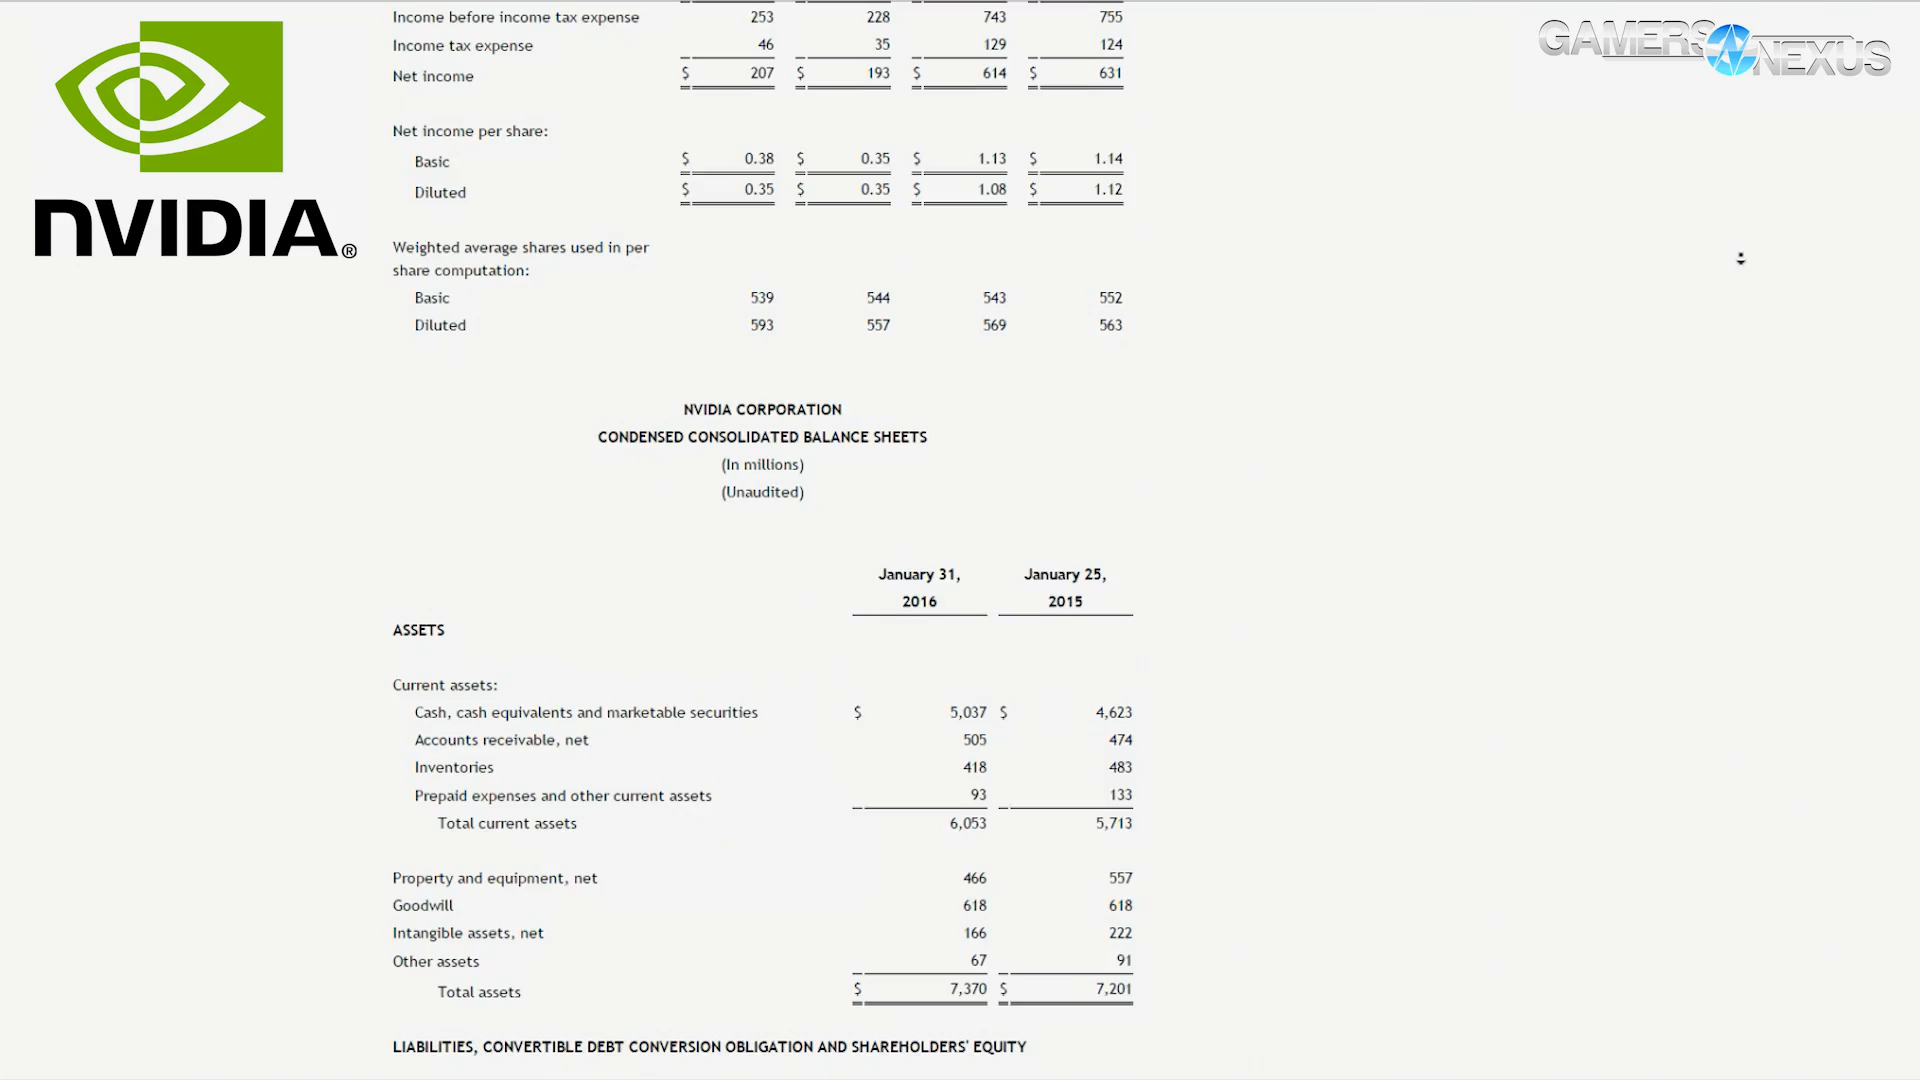 Income before income tax expense 253 228 743 755
Income tax expense 46 35 129 124
Net income $ 207 $ 193 $ 614 $ 631
Net income per share:
Basic $ 0.38 $ 0.35 $ 1.13 $ 1.14
Diluted $ 0.35 $ 0.35 $ 1.08 $ 1.12
Weighted average shares used in per
share computation:
Basic 539 544 543 552
Diluted 593 557 569 563
NVIDIA CORPORATION
CONDENSED CONSOLIDATED BALANCE SHEETS
(In millions)
(Unaudited)
January 31, January 25,
2016 2015
ASSETS
Current assets:
Cash, cash equivalents and marketable securities $ 5,037 $ 4,623
Accounts receivable, net 505 474
Inventories 418 483
Prepaid expenses and other current assets 93 133
Total current assets 6,053 5,713
Property and equipment, net 466 557
Goodwill 618 618
Intangible assets, net 166 222
Other assets 67 91
Total assets $ 7,370 $ 7,201
LIABILITIES, CONVERTIBLE DEBT CONVERSION OBLIGATION AND SHAREHOLDERS' EQUITY
nVIDIA®
GAMERS NEXUS